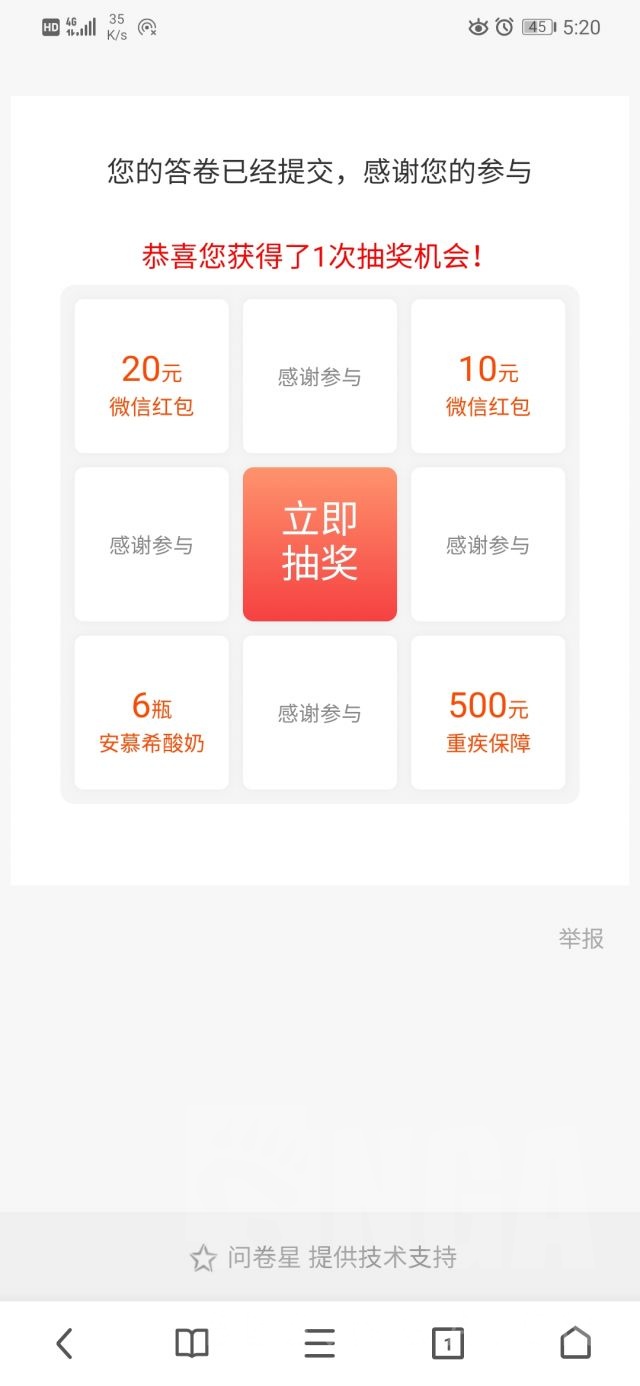 HD 4G 35 K/s 45 5:20
您的答卷已经提交，感谢您的参与
恭喜您获得了1次抽奖机会！
20元
微信红包
感谢参与
10元
微信红包
感谢参与
立即
抽奖
感谢参与
6瓶
安慕希酸奶
感谢参与
500元
重疾保障
举报
NGA
问卷星 提供技术支持
1